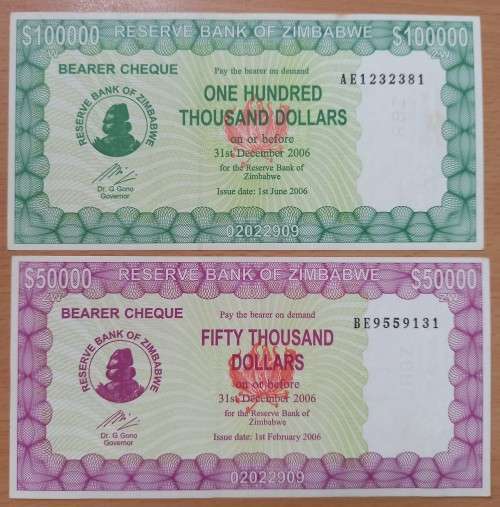 $100000 RESERVE BANK OF ZIMBABWE $100000
BEARER CHEQUE
Pay the bearer on demand
AE1232381
ONE HUNDRED
THOUSAND DOLLARS
on or before
31st December 2006
for the Reserve Bank of
Zimbabwe
Issue date: 1st June 2006
RESERVE BANK OF ZIMBABWE
Dr. G. Gono
Governor
02022909
$50000 RESERVE BANK OF ZIMBABWE $50000
BEARER CHEQUE
Pay the bearer on demand
BE9559131
FIFTY THOUSAND
DOLLARS
on or before
31st December 2006
for the Reserve Bank of
Zimbabwe
Issue date: 1st February 2006
RESERVE BANK OF ZIMBABWE
Dr. G. Gono
Governor
02022909